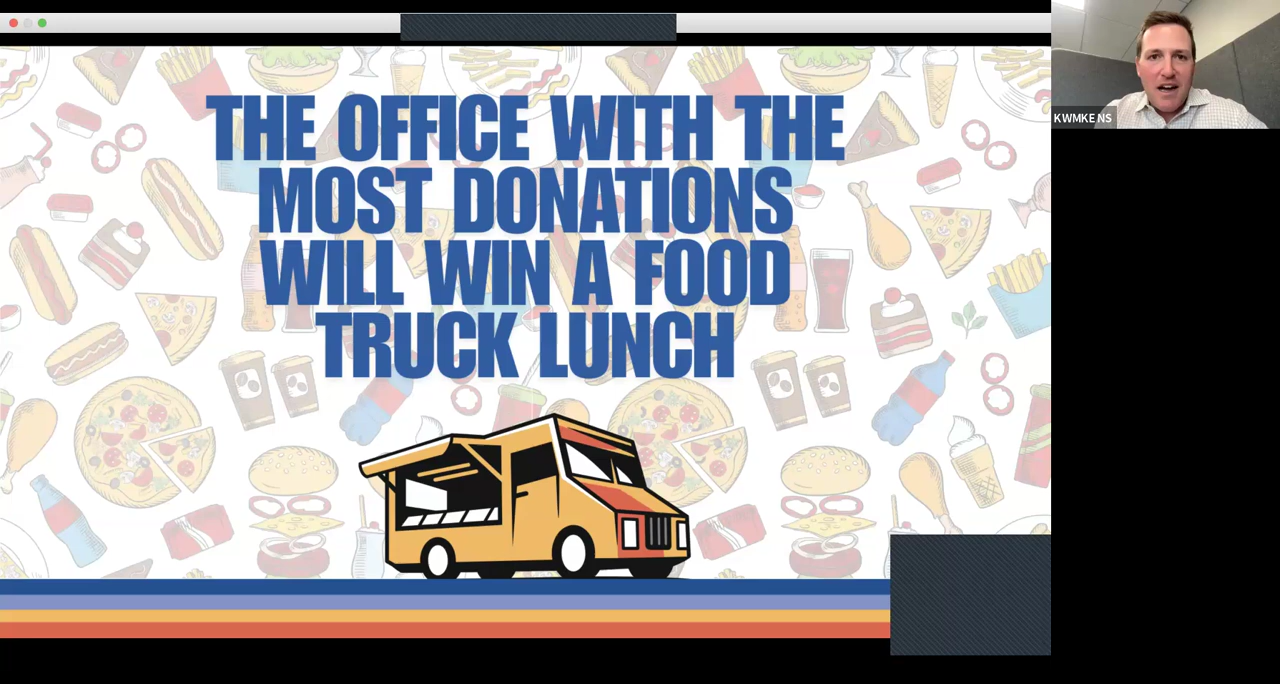 THE OFFICE WITH THE
MOST DONATIONS
WILL WIN A FOOD
TRUCK LUNCH
KWMKE NS